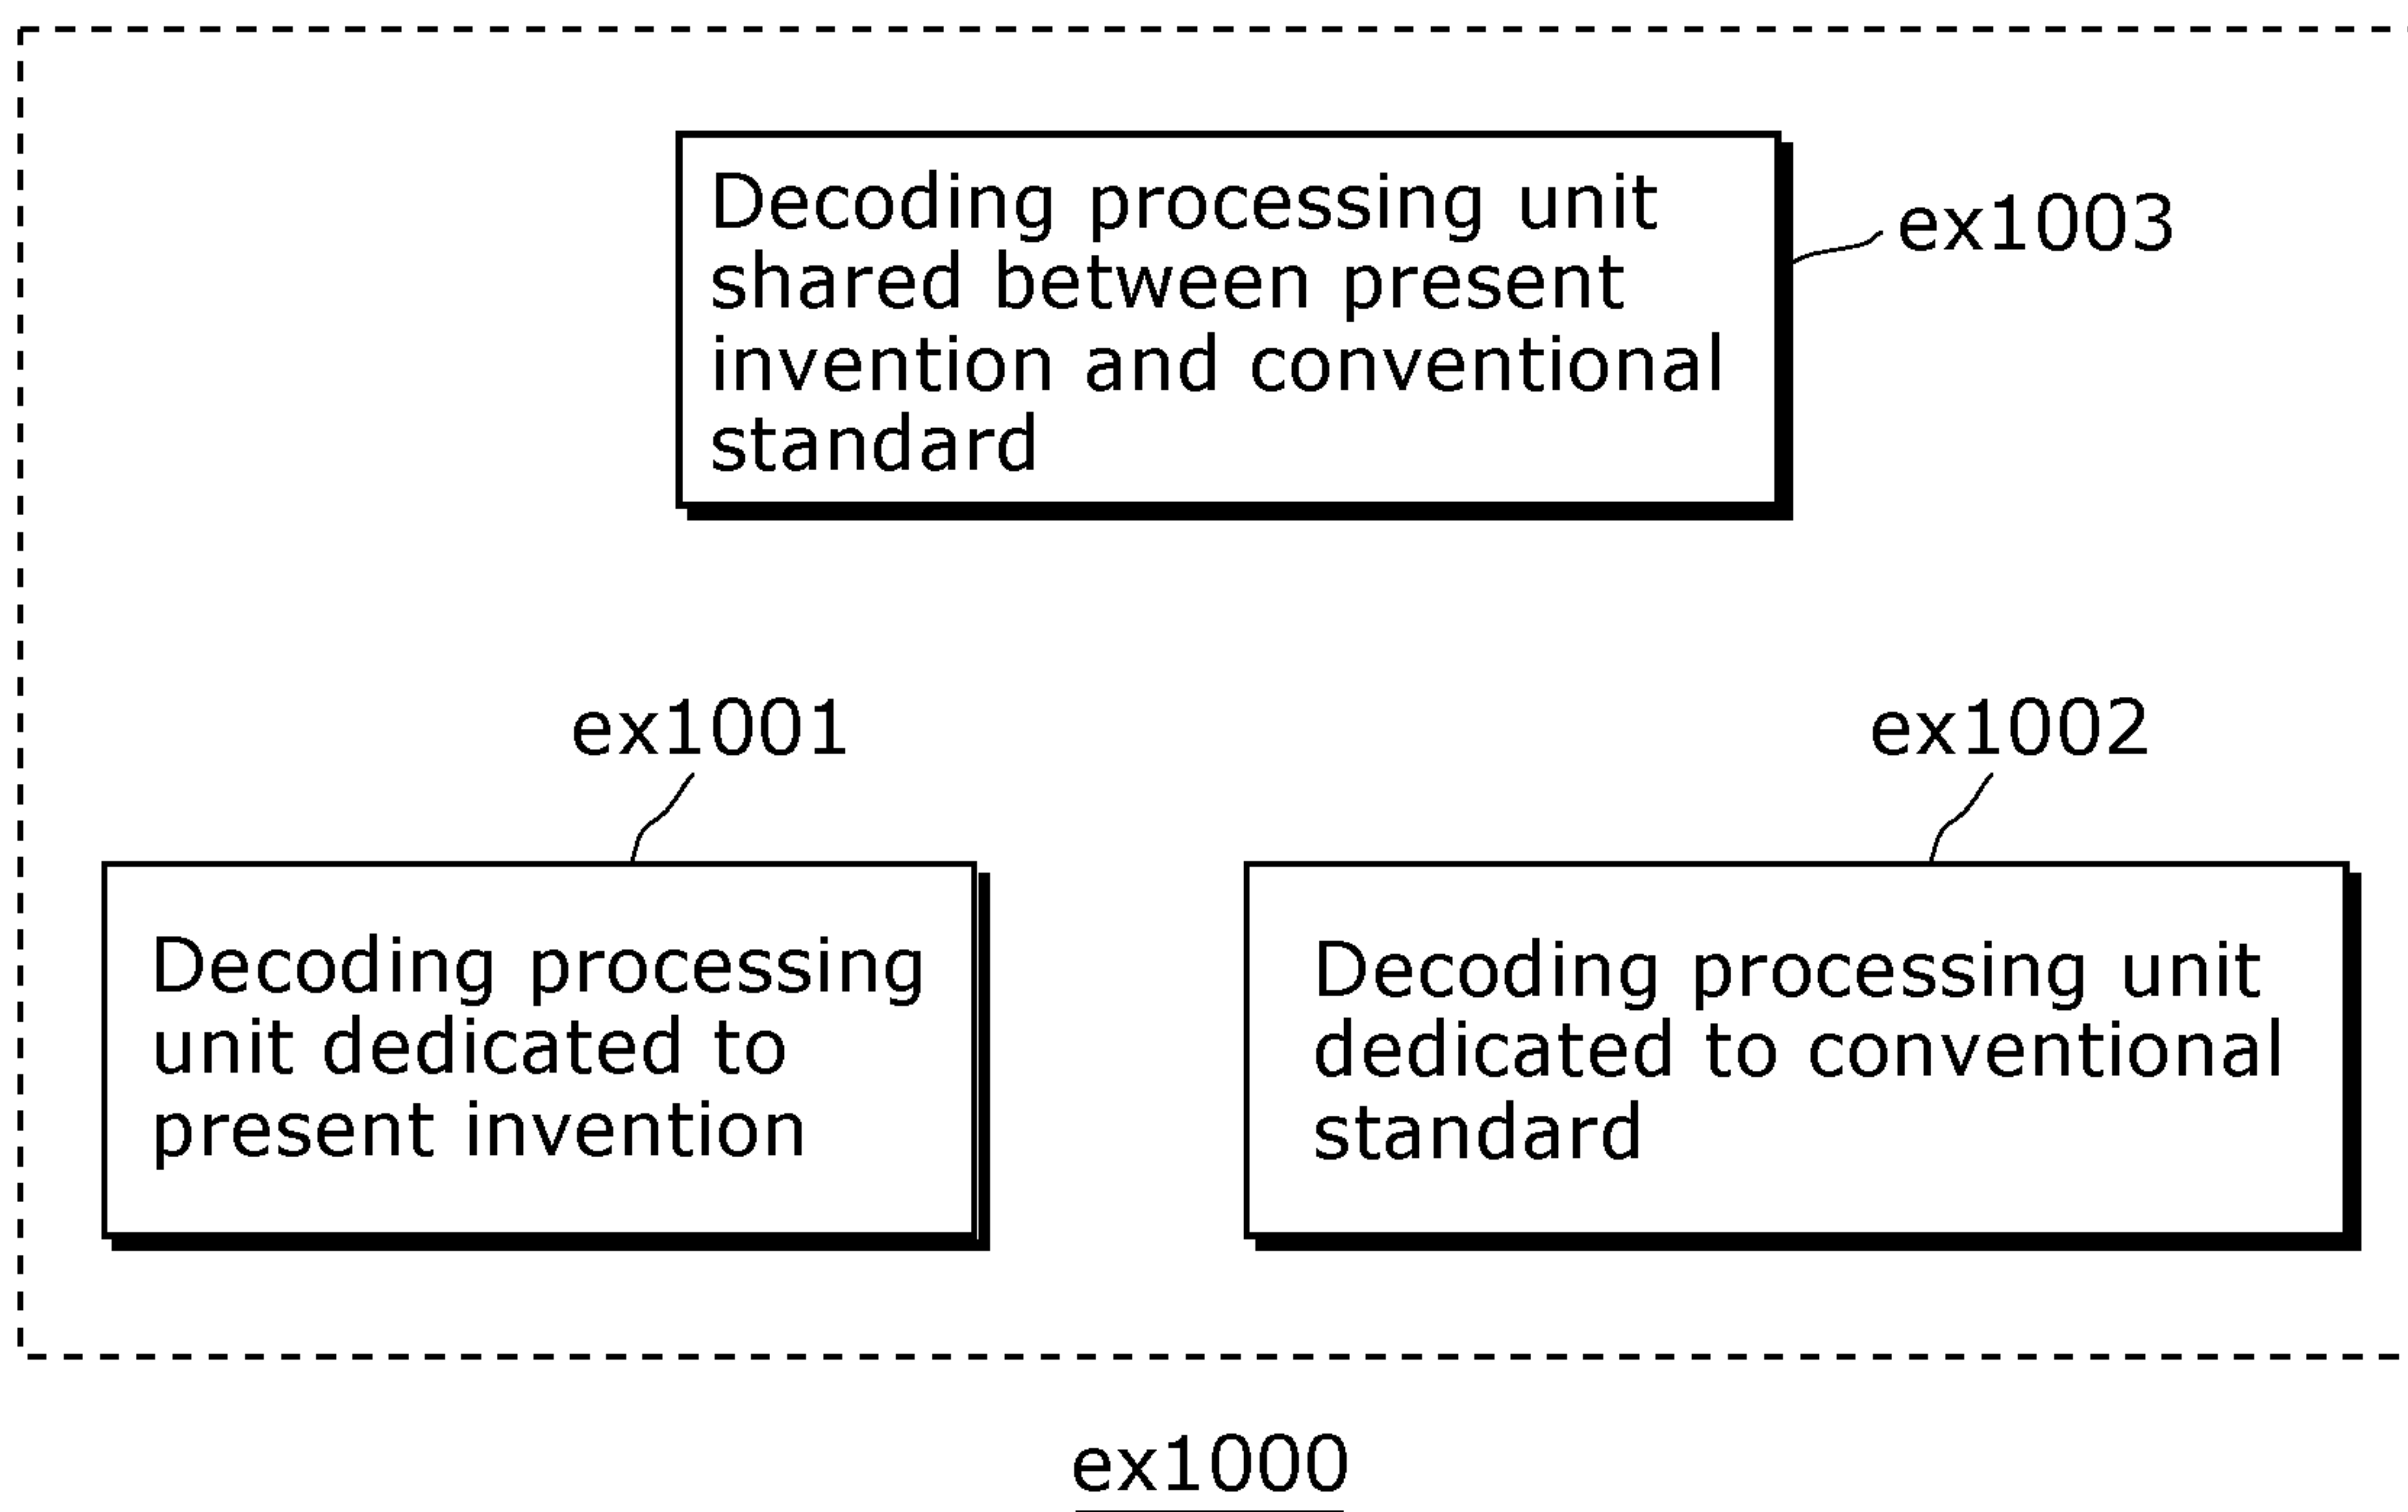 Decoding processing unit
shared between present
invention and conventional
standard
ex1003
ex1001
ex1002
Decoding processing
unit dedicated to
present invention
Decoding processing unit
dedicated to conventional
standard
ex1000